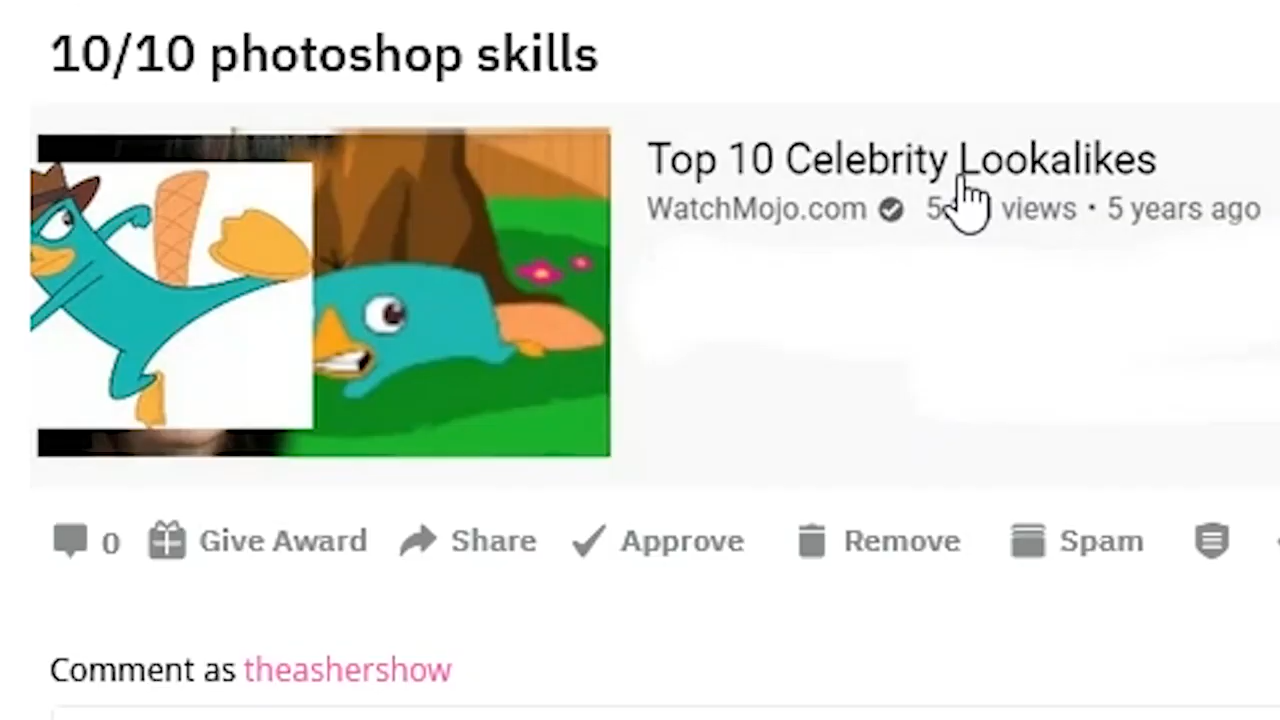 10/10 photoshop skills
Top 10 Celebrity Lookalikes
WatchMojo.com 5 views • 5 years ago
0 Give Award Share Approve Remove Spam
Comment as theashershow